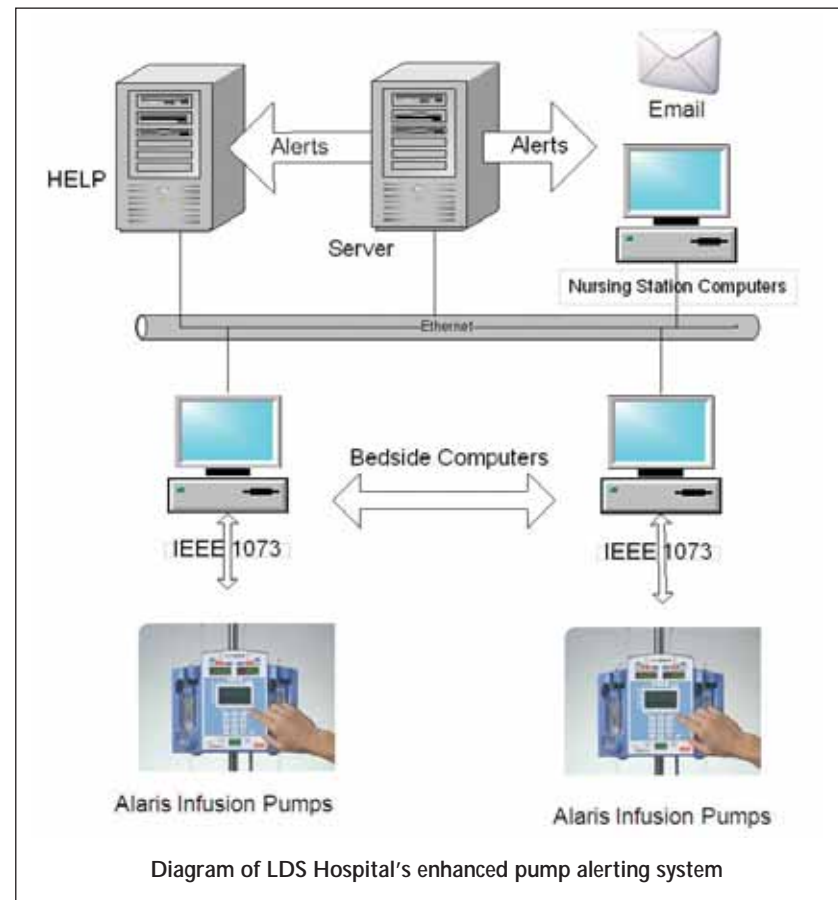 Email
Alerts
Alerts
HELP
Server
Nursing Station Computers
Ethernet
Bedside Computers
IEEE 1073
IEEE 1073
Alaris Infusion Pumps
Alaris Infusion Pumps
Diagram of LDS Hospital's enhanced pump alerting system